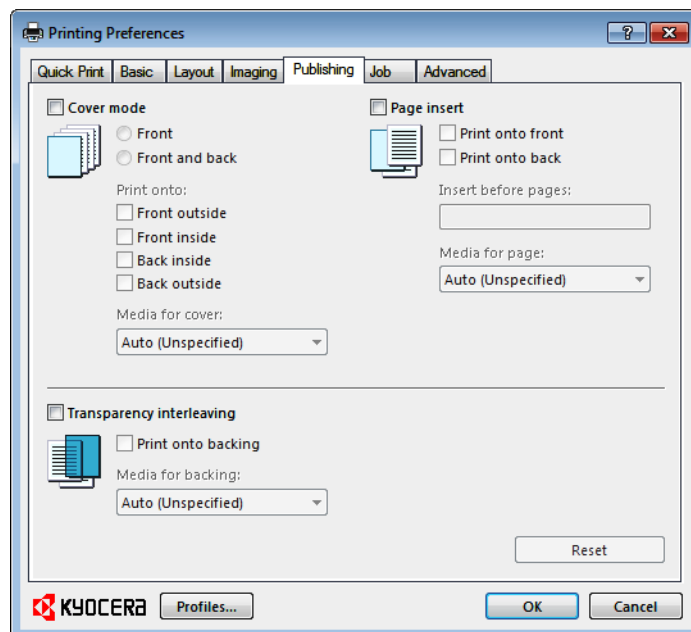 Printing Preferences
?
Quick Print Basic Layout Imaging Publishing Job Advanced
Cover mode
Front
Front and back
Print onto:
Front outside
Front inside
Back inside
Back outside
Media for cover:
Auto (Unspecified)
Page insert
Print onto front
Print onto back
Insert before pages:
Media for page:
Auto (Unspecified)
Transparency interleaving
Print onto backing
Media for backing:
Auto (Unspecified)
Reset
KYOCERA Profiles... OK Cancel